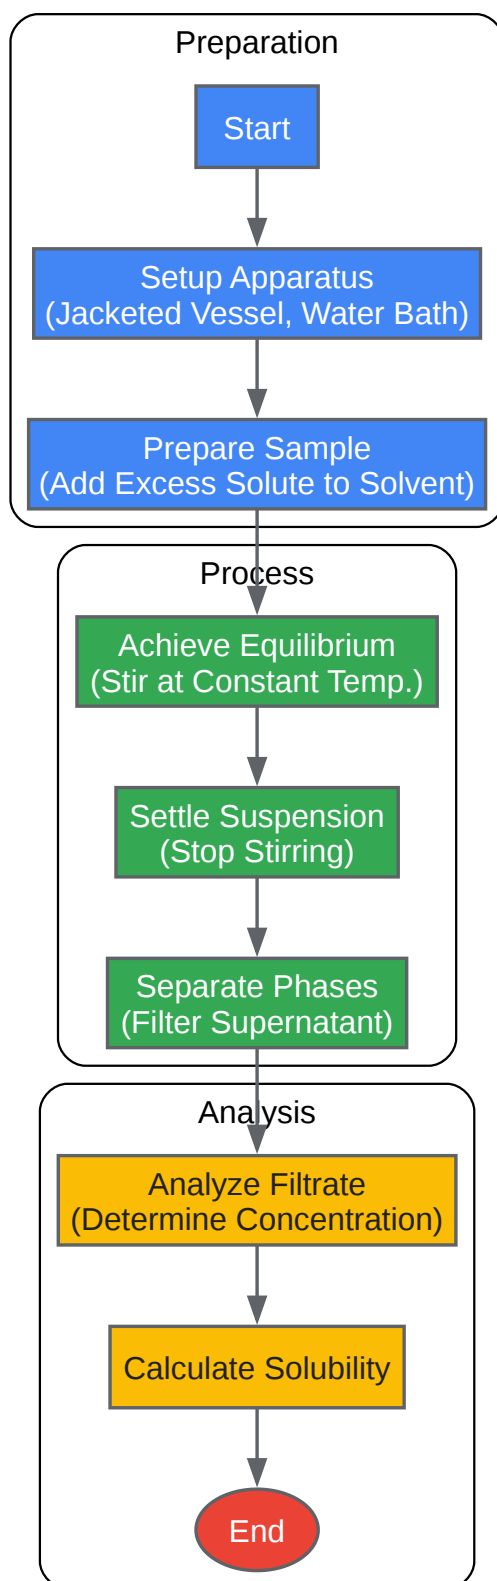 Preparation
Start
Setup Apparatus
(Jacketed Vessel, Water Bath)
Prepare Sample
(Add Excess Solute to Solvent)
Process
Achieve Equilibrium
(Stir at Constant Temp.)
Settle Suspension
(Stop Stirring)
Separate Phases
(Filter Supernatant)
Analysis
Analyze Filtrate
(Determine Concentration)
Calculate Solubility
End